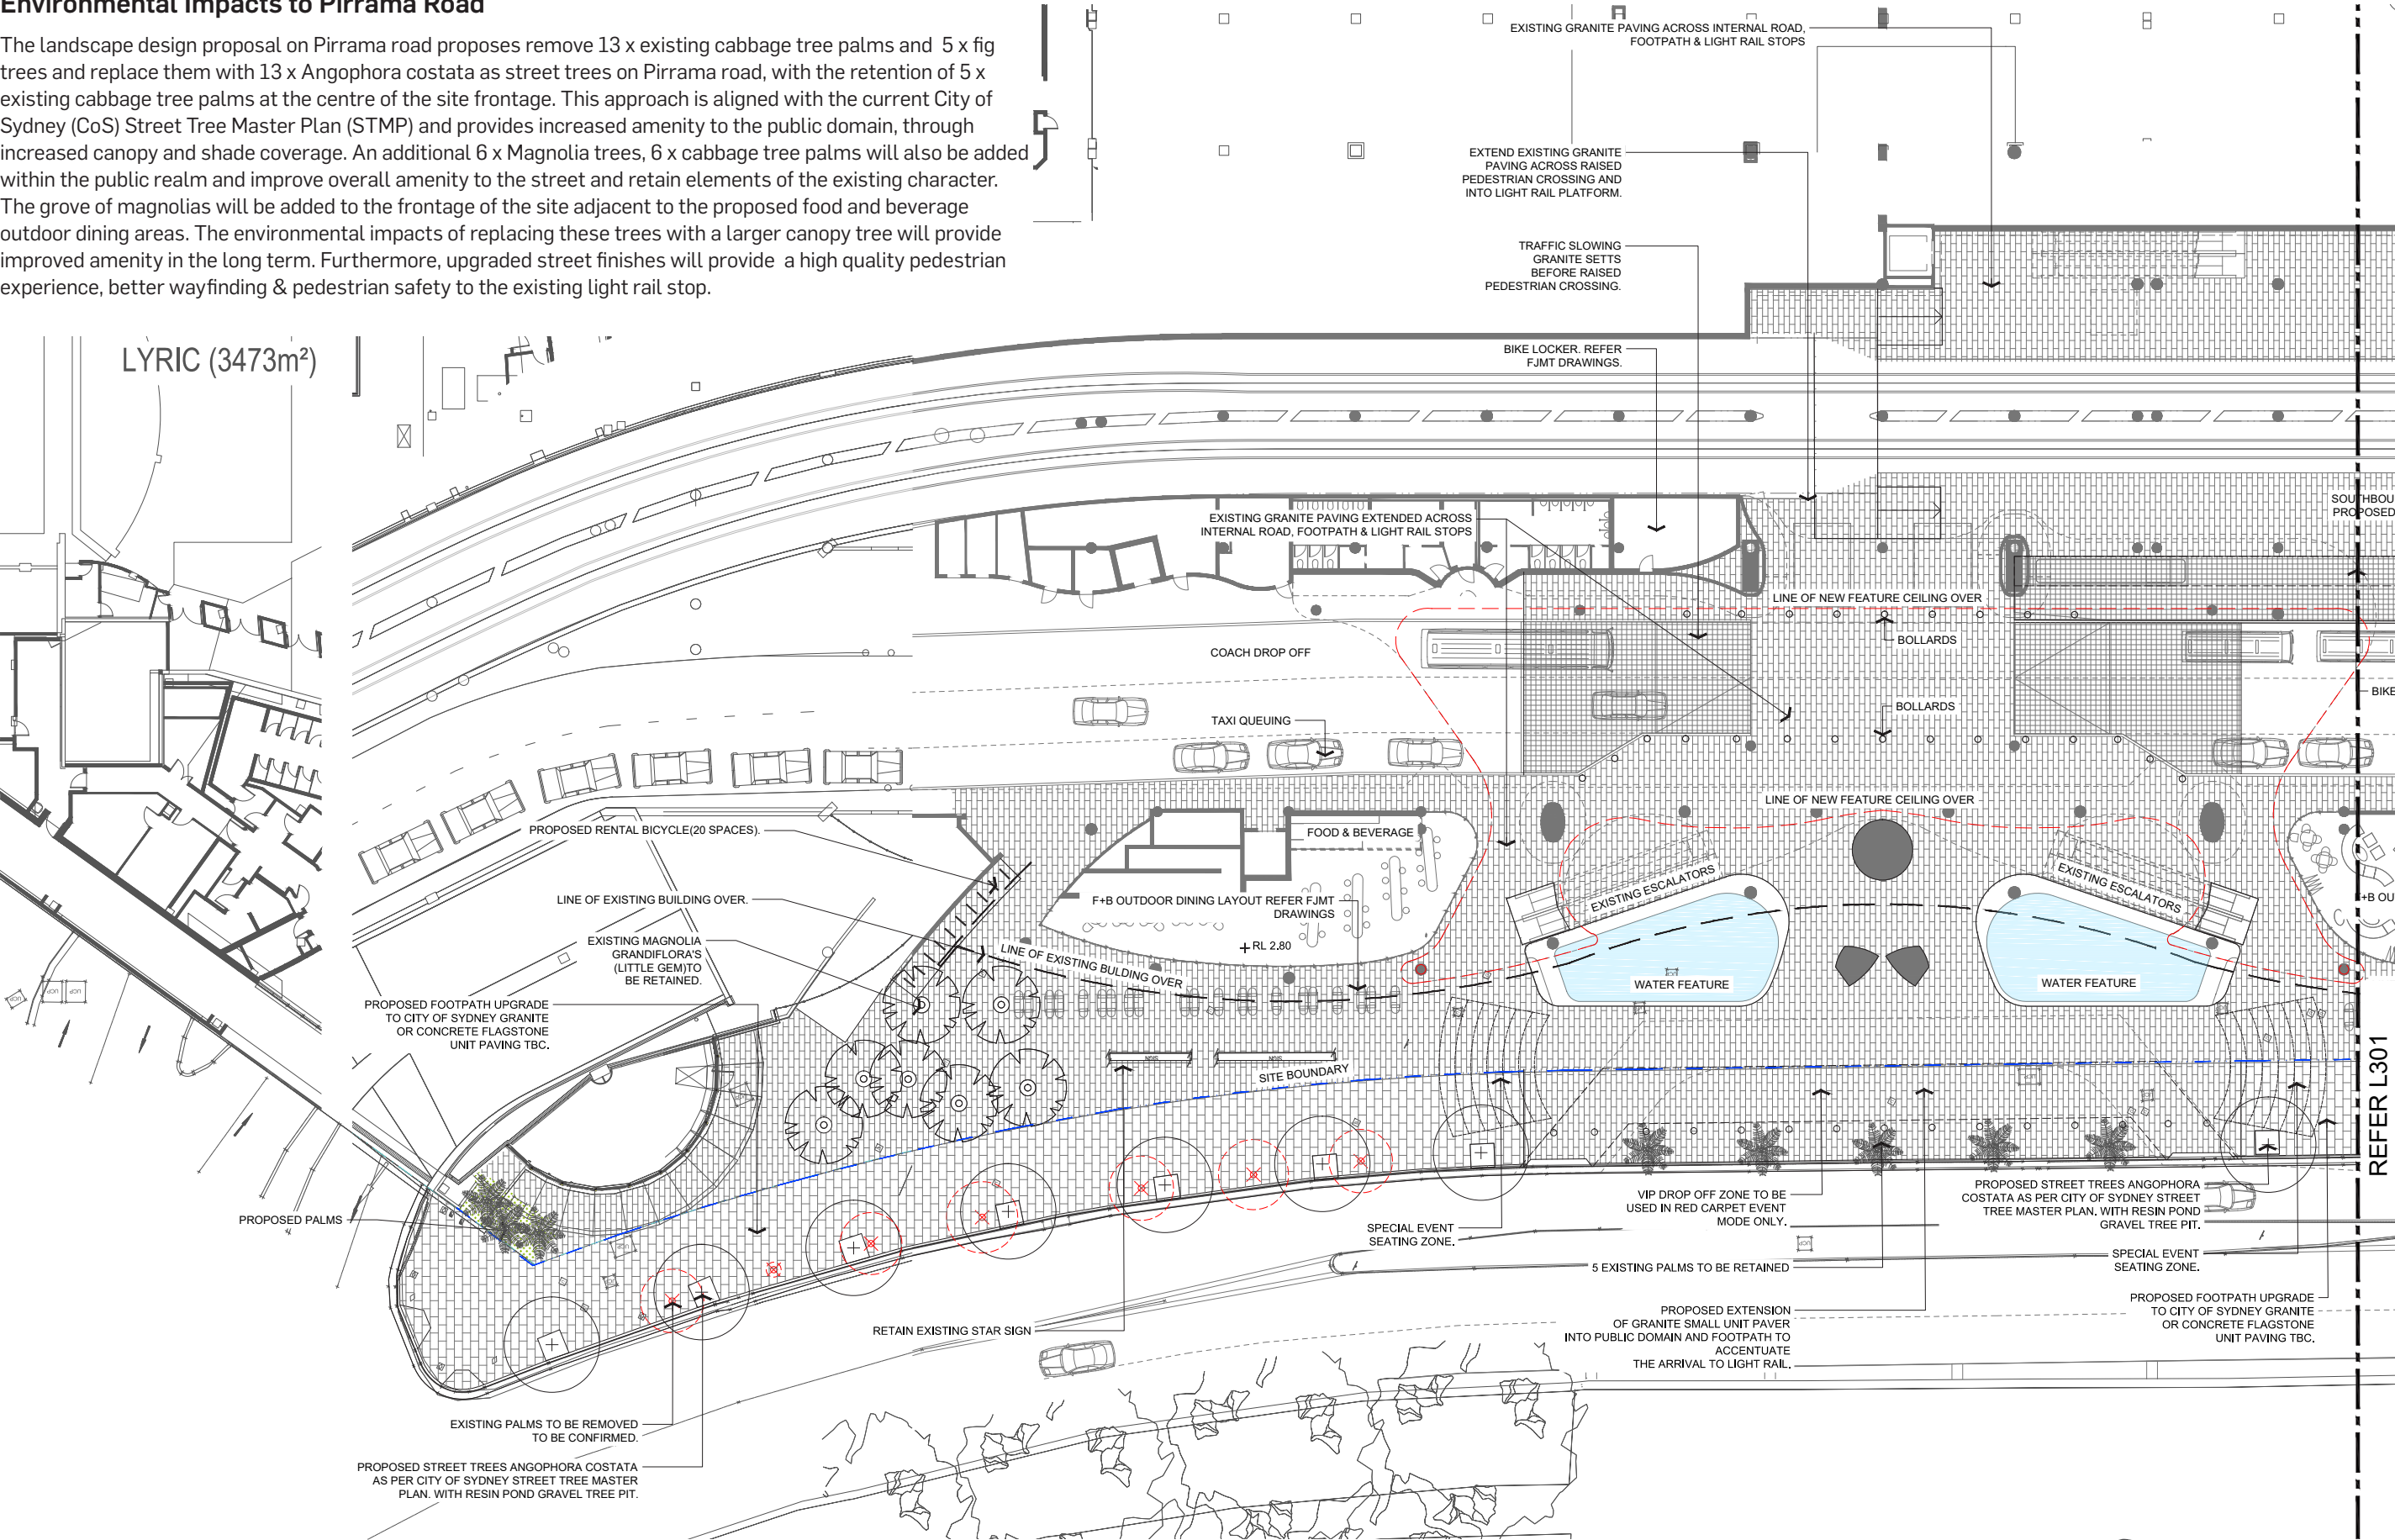 Environmental Impacts to Pirrama Road
The landscape design proposal on Pirrama road proposes remove 13 x existing cabbage tree palms and 5 x fig
trees and replace them with 13 x Angophora costata as street trees on Pirrama road, with the retention of 5 x
existing cabbage tree palms at the centre of the site frontage. This approach is aligned with the current City of
Sydney (CoS) Street Tree Master Plan (STMP) and provides increased amenity to the public domain, through
increased canopy and shade coverage. An additional 6 x Magnolia trees, 6 x cabbage tree palms will also be added
within the public realm and improve overall amenity to the street and retain elements of the existing character.
The grove of magnolias will be added to the frontage of the site adjacent to the proposed food and beverage
outdoor dining areas. The environmental impacts of replacing these trees with a larger canopy tree will provide
improved amenity in the long term. Furthermore, upgraded street finishes will provide a high quality pedestrian
experience, better wayfinding & pedestrian safety to the existing light rail stop.
EXISTING GRANITE PAVING ACROSS INTERNAL ROAD,
FOOTPATH & LIGHT RAIL STOPS
EXTEND EXISTING GRANITE
PAVING ACROSS RAISED
PEDESTRIAN CROSSING AND
INTO LIGHT RAIL PLATFORM.
TRAFFIC SLOWING
GRANITE SETTS
BEFORE RAISED
PEDESTRIAN CROSSING.
LYRIC (3473m²)
BIKE LOCKER. REFER
FJMT DRAWINGS.
SOUTHBOU
PROPOSED
EXISTING GRANITE PAVING EXTENDED ACROSS
INTERNAL ROAD, FOOTPATH & LIGHT RAIL STOPS
LINE OF NEW FEATURE CEILING OVER
BOLLARDS
COACH DROP OFF
BIKE
BOLLARDS
TAXI QUEUING
LINE OF NEW FEATURE CEILING OVER
PROPOSED RENTAL BICYCLE(20 SPACES).
FOOD & BEVERAGE
EXISTING ESCALATORS
EXISTING ESCALATORS
LINE OF EXISTING BUILDING OVER.
F+B OUTDOOR DINING LAYOUT REFER FJMT
DRAWINGS
+B OU
EXISTING MAGNOLIA
GRANDIFLORA'S
(LITTLE GEM)TO
BE RETAINED.
RL 2.80
LINE OF EXISTING BULDING OVER
WATER FEATURE
WATER FEATURE
PROPOSED FOOTPATH UPGRADE
TO CITY OF SYDNEY GRANITE
OR CONCRETE FLAGSTONE
UNIT PAVING TBC.
SIGN
SIGN
SITE BOUNDARY
REFER L301
PROPOSED PALMS
VIP DROP OFF ZONE TO BE
USED IN RED CARPET EVENT
MODE ONLY.
PROPOSED STREET TREES ANGOPHORA
COSTATA AS PER CITY OF SYDNEY STREET
TREE MASTER PLAN. WITH RESIN POND
GRAVEL TREE PIT.
SPECIAL EVENT
SEATING ZONE.
SPECIAL EVENT
SEATING ZONE.
5 EXISTING PALMS TO BE RETAINED
PROPOSED FOOTPATH UPGRADE
TO CITY OF SYDNEY GRANITE
OR CONCRETE FLAGSTONE
UNIT PAVING TBC.
PROPOSED EXTENSION
OF GRANITE SMALL UNIT PAVER
INTO PUBLIC DOMAIN AND FOOTPATH TO
ACCENTUATE
THE ARRIVAL TO LIGHT RAIL.
RETAIN EXISTING STAR SIGN
EXISTING PALMS TO BE REMOVED
TO BE CONFIRMED.
PROPOSED STREET TREES ANGOPHORA COSTATA
AS PER CITY OF SYDNEY STREET TREE MASTER
PLAN. WITH RESIN POND GRAVEL TREE PIT.